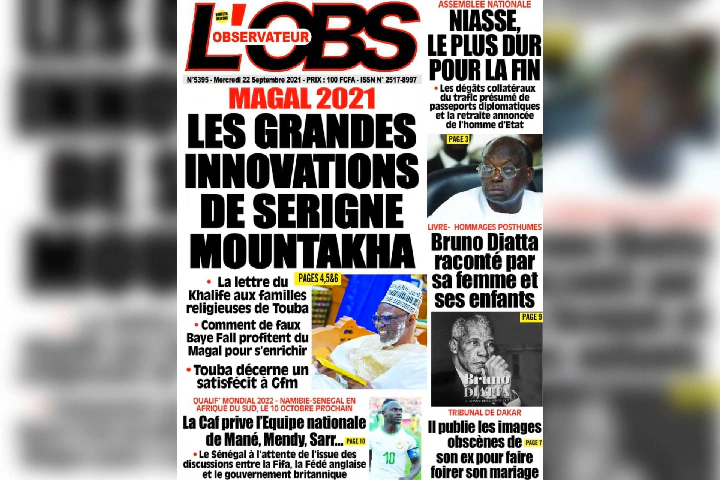 L'OBS
L'OBSERVATEUR
N°5395 - Mercredi 22 Septembre 2021 - PRIX : 100 FCFA - ISSN N° 2517-8997
MAGAL 2021
LES GRANDES
INNOVATIONS
DE SERIGNE
MOUNTAKHA
• La lettre du
Khalife aux familles
religieuses de Touba
• Comment de faux
Baye Fall profitent du
Magal pour s'enrichir
• Touba décerne un
satisfécit à Gfm
PAGES 4,5&6
QUALIF' MONDIAL 2022 - NAMIBIE-SENEGAL EN
AFRIQUE DU SUD, LE 10 OCTOBRE PROCHAIN
La Caf prive l'Equipe nationale
de Mané, Mendy, Sarr... PAGE 10
• Le Sénégal à l'attente de l'issue des
discussions entre la Fifa, la Fédé anglaise
et le gouvernement britannique
10
ASSEMBLEE NATIONALE
NIASSE,
LE PLUS DUR
POUR LA FIN
• Les dégâts collatéraux
du trafic présumé de
passeports diplomatiques
et la retraite annoncée
de l'homme d'Etat
PAGE 3
LIVRE- HOMMAGES POSTHUMES
Bruno Diatta
raconté par
sa femme et
ses enfants
PAGE 9
Bruno
DIATTA
TRIBUNAL DE DAKAR
Il publie les images
obscènes de PAGE 7
son ex pour faire
foirer son mariage